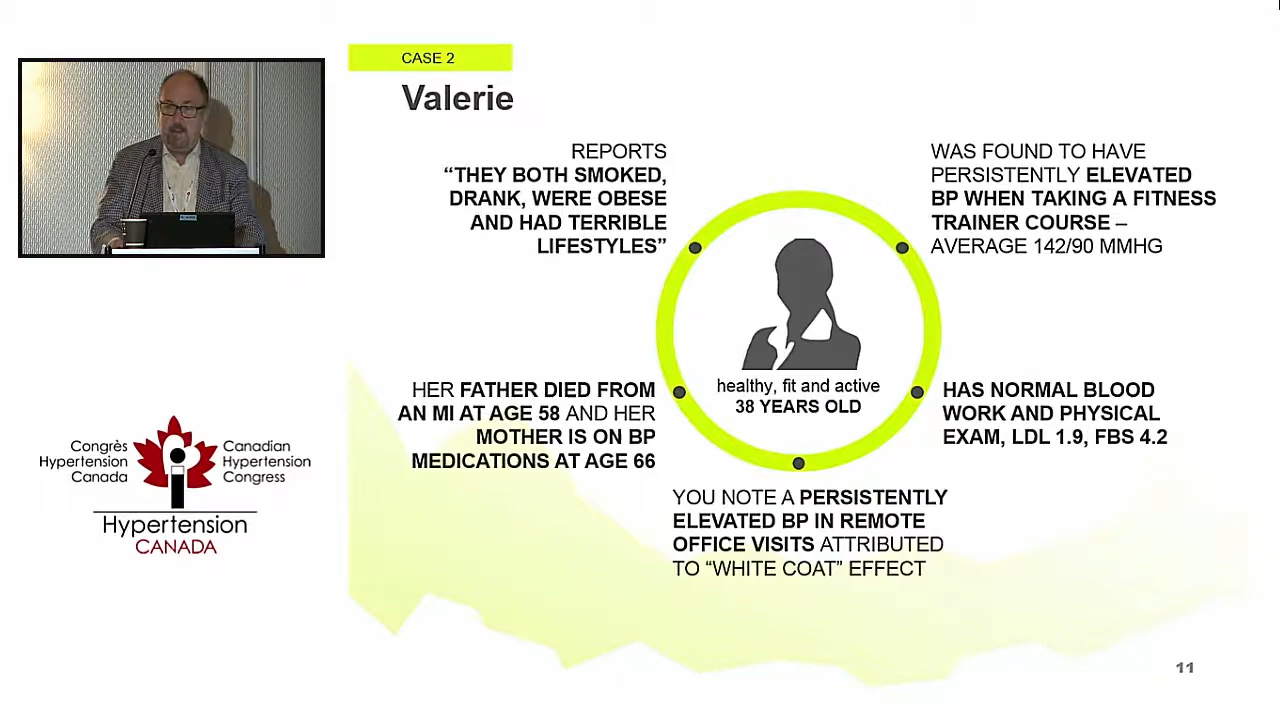 CASE 2
Valerie
REPORTS
“THEY BOTH SMOKED,
DRANK, WERE OBESE
AND HAD TERRIBLE
LIFESTYLES”
WAS FOUND TO HAVE
PERSISTENTLY ELEVATED
BP WHEN TAKING A FITNESS
TRAINER COURSE –
AVERAGE 142/90 MMHG
HER FATHER DIED FROM
AN MI AT AGE 58 AND HER
MOTHER IS ON BP
MEDICATIONS AT AGE 66
healthy, fit and active
38 YEARS OLD
HAS NORMAL BLOOD
WORK AND PHYSICAL
EXAM, LDL 1.9, FBS 4.2
YOU NOTE A PERSISTENTLY
ELEVATED BP IN REMOTE
OFFICE VISITS ATTRIBUTED
TO “WHITE COAT” EFFECT
Congrès
Hypertension
Canada
Canadian
Hypertension
Congress
Hypertension
CANADA
11